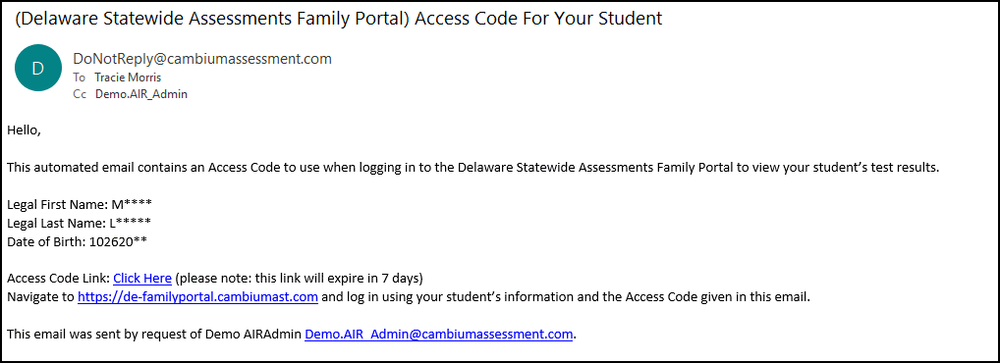 (Delaware Statewide Assessments Family Portal) Access Code For Your Student
D
DoNotReply@cambiumassessment.com
To Tracie Morris
Cc Demo.AIR_Admin
Hello,
This automated email contains an Access Code to use when logging in to the Delaware Statewide Assessments Family Portal to view your student’s test results.
Legal First Name: M****
Legal Last Name: L*****
Date of Birth: 102620**
Access Code Link: Click Here (please note: this link will expire in 7 days)
Navigate to https://de-familyportal.cambiumast.com and log in using your student’s information and the Access Code given in this email.
This email was sent by request of Demo AIRAdmin Demo.AIR_Admin@cambiumassessment.com.